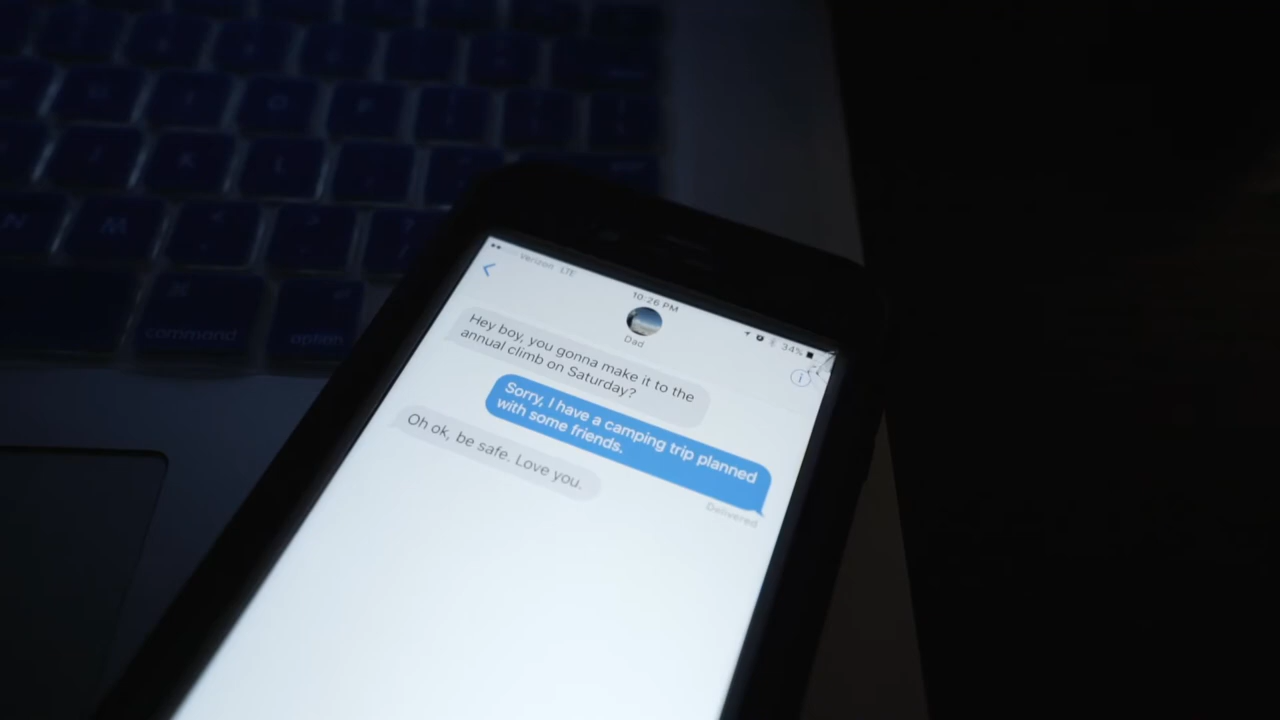 Verizon LTE
10:26 PM
34%
Dad
Hey boy, you gonna make it to the
annual climb on Saturday?
Sorry, I have a camping trip planned
with some friends.
Delivered
Oh ok, be safe. Love you.
I O P
J K L
N M < >
?
command
option